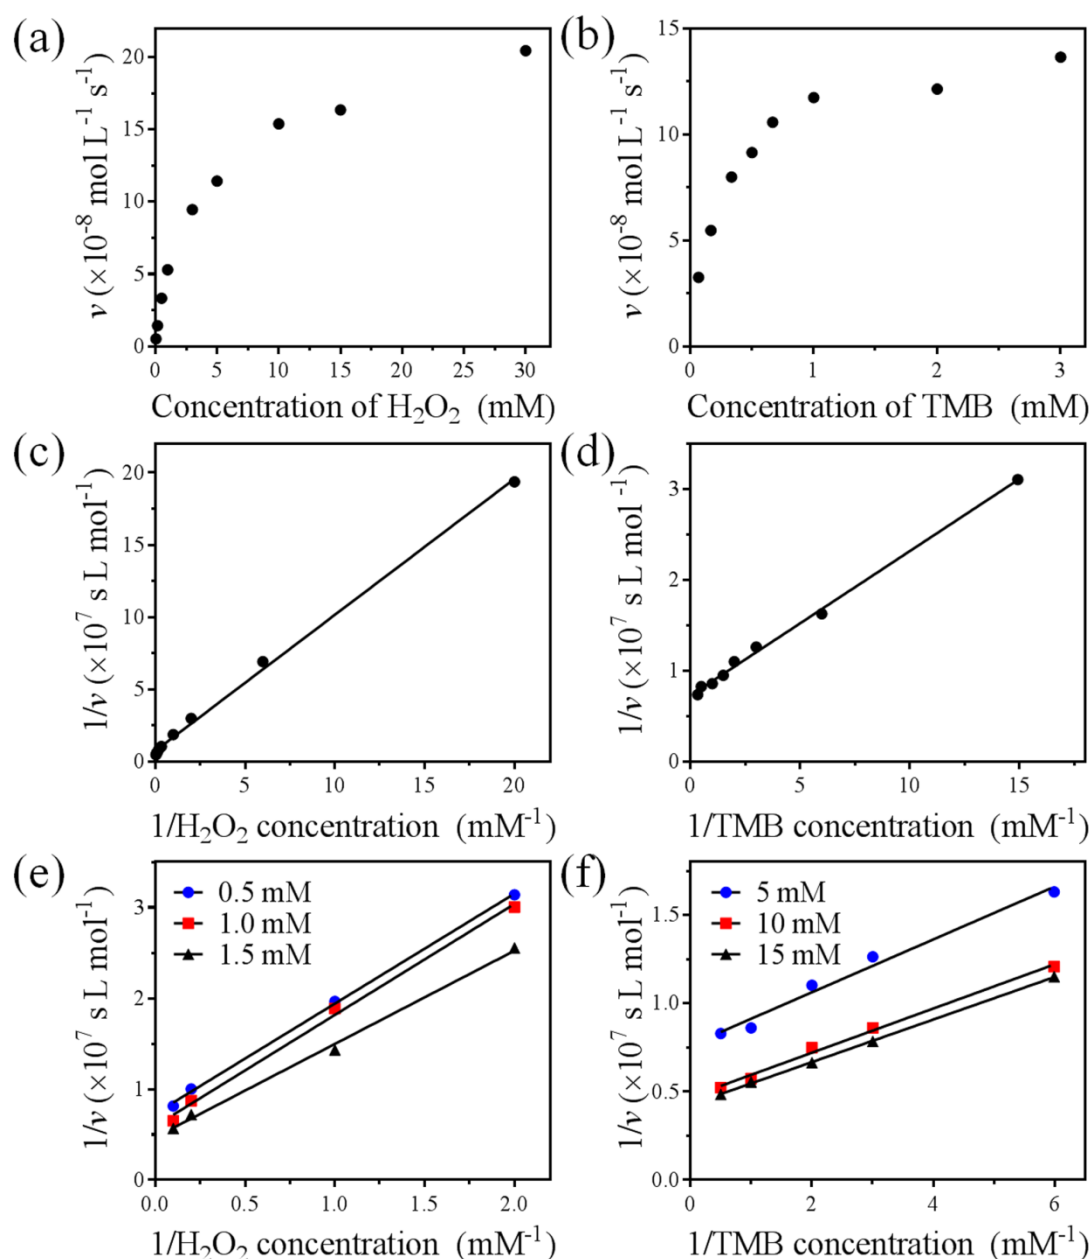 (a)
20
15
10
5
0
v (×10⁻⁸ mol L⁻¹ s⁻¹)
0 5 10 15 20 25 30
Concentration of H₂O₂ (mM)
(b)
15
10
5
0
v (×10⁻⁸ mol L⁻¹ s⁻¹)
0 1 2 3
Concentration of TMB (mM)
(c)
20
15
10
5
0
1/v (×10⁷ s L mol⁻¹)
0 5 10 15 20
1/H₂O₂ concentration (mM⁻¹)
(d)
3
2
1
0
1/v (×10⁷ s L mol⁻¹)
0 5 10 15
1/TMB concentration (mM⁻¹)
(e)
0.5 mM
1.0 mM
1.5 mM
3
2
1
0
1/v (×10⁷ s L mol⁻¹)
0.0 0.5 1.0 1.5 2.0
1/H₂O₂ concentration (mM⁻¹)
(f)
5 mM
10 mM
15 mM
1.5
1.0
0.5
0.0
1/v (×10⁷ s L mol⁻¹)
0 2 4 6
1/TMB concentration (mM⁻¹)